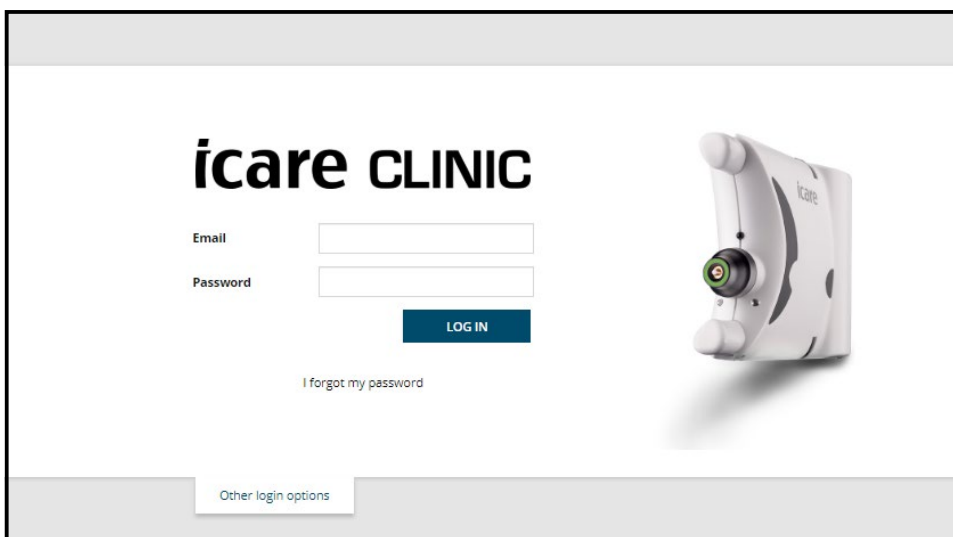 icare CLINIC
icare
Email
Password
LOG IN
I forgot my password
Other login options